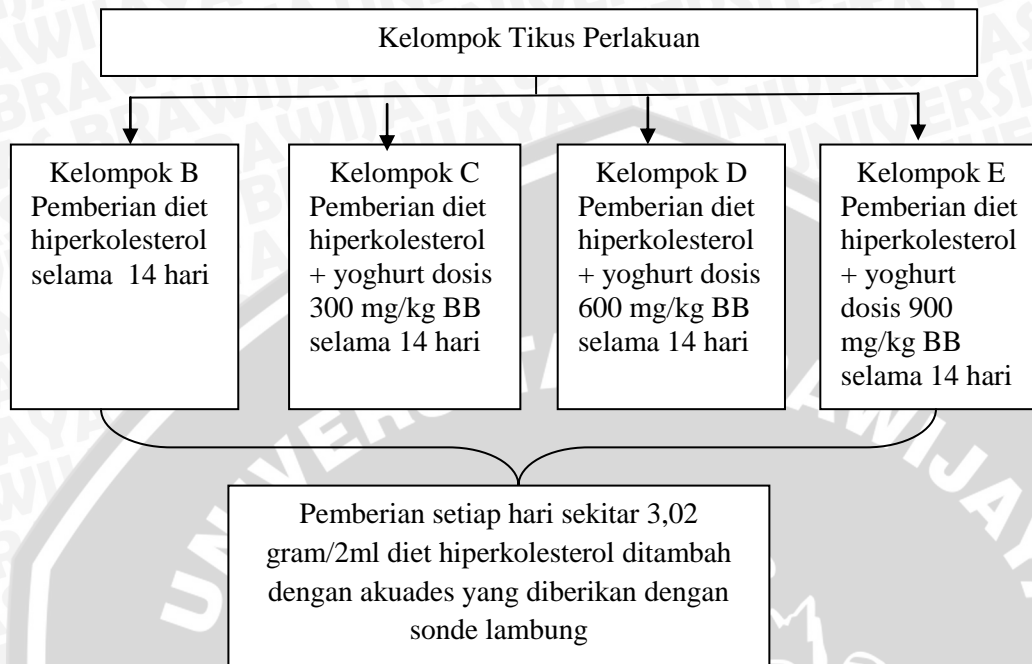 Kelompok Tikus Perlakuan
Kelompok B
Pemberian diet
hiperkolesterol
selama 14 hari
Kelompok C
Pemberian diet
hiperkolesterol
+ yoghurt dosis
300 mg/kg BB
selama 14 hari
Kelompok D
Pemberian diet
hiperkolesterol
+ yoghurt dosis
600 mg/kg BB
selama 14 hari
Kelompok E
Pemberian diet
hiperkolesterol
+ yoghurt
dosis 900
mg/kg BB
selama 14 hari
Pemberian setiap hari sekitar 3,02
gram/2ml diet hiperkolesterol ditambah
dengan akuades yang diberikan dengan
sonde lambung